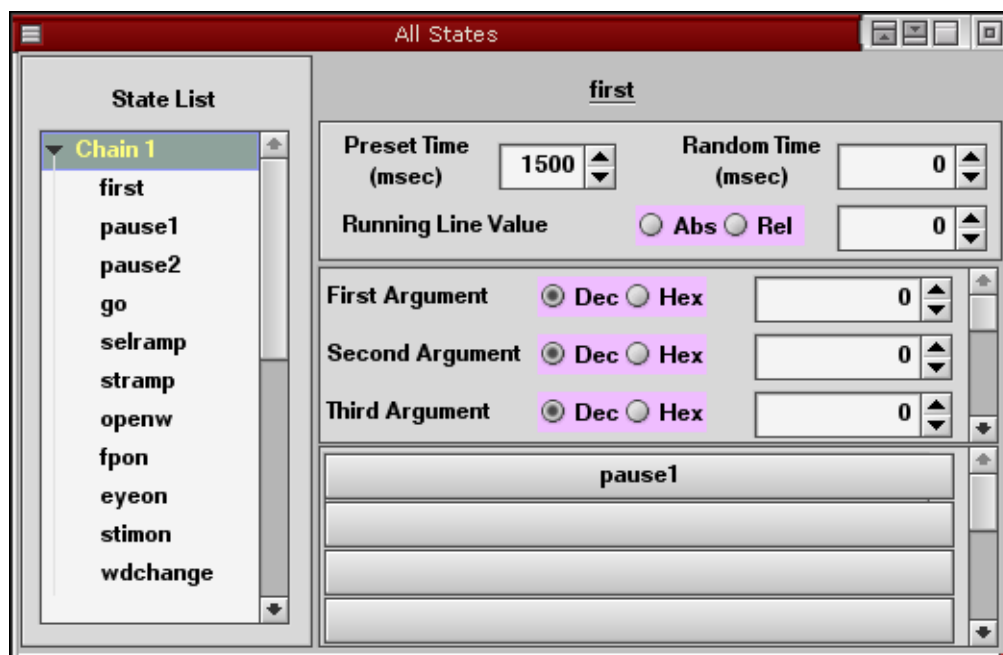 All States
State List
Chain 1
first
pause1
pause2
go
selramp
stramp
openw
fpon
eyeon
stimon
wdchange
first
Preset Time (msec) 1500 Random Time (msec) 0
Running Line Value Abs Rel 0
First Argument Dec Hex 0
Second Argument Dec Hex 0
Third Argument Dec Hex 0
pause1